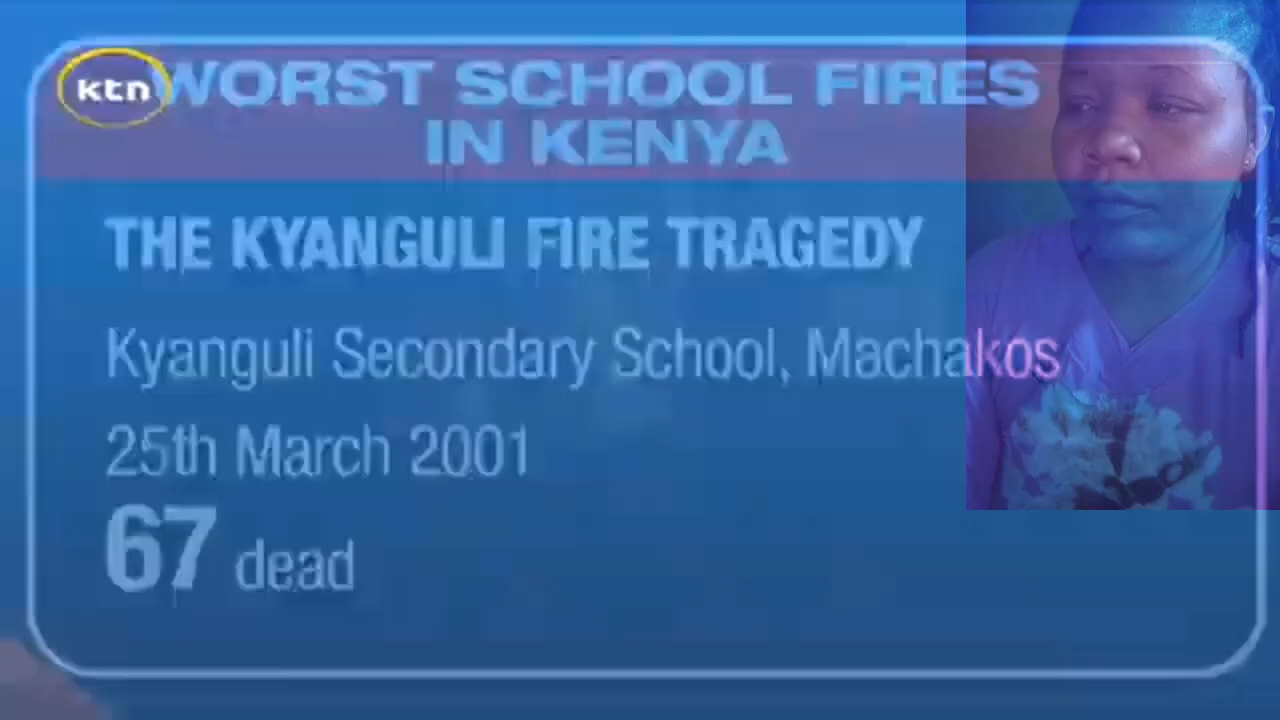 ktn
WORST SCHOOL FIRES
IN KENYA
THE KYANGULI FIRE TRAGEDY
Kyanguli Secondary School, Machakos
25th March 2001
67 dead